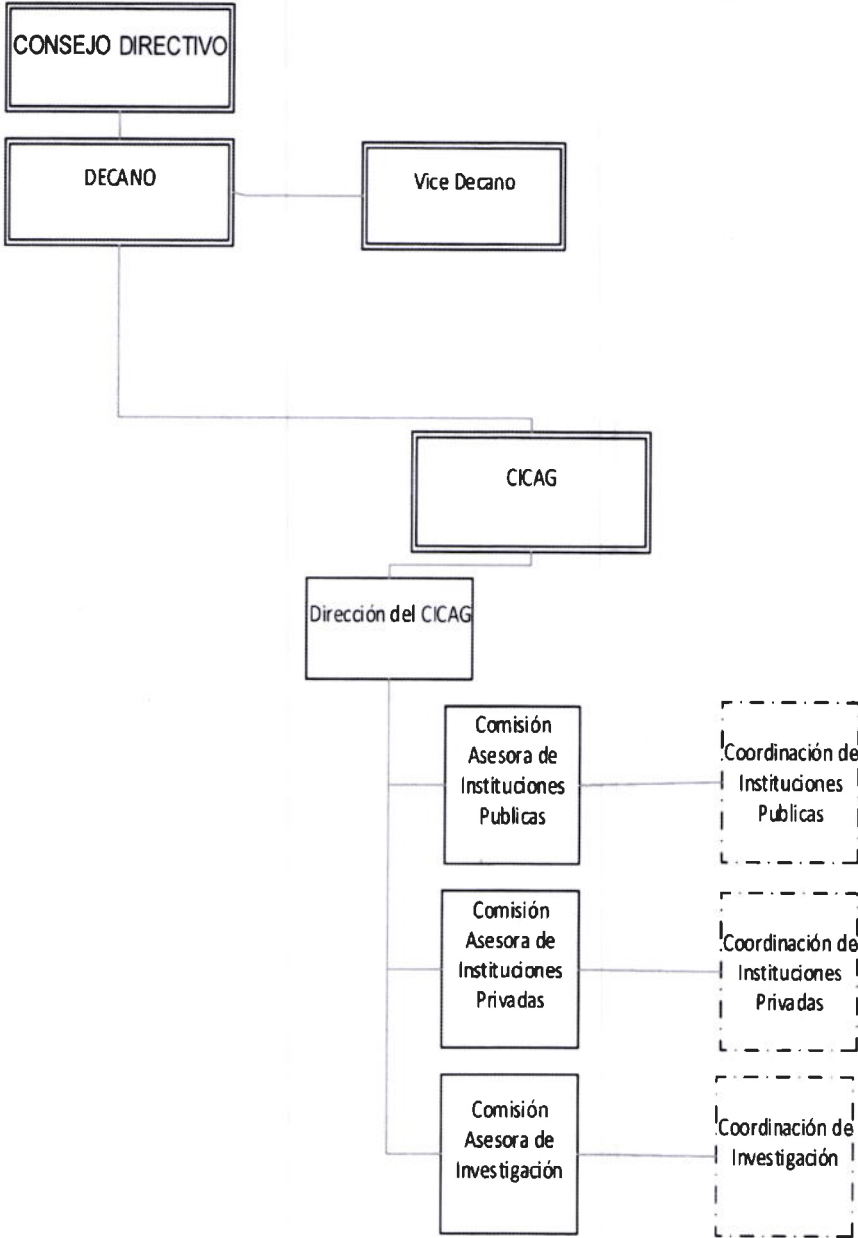 CONSEJO DIRECTIVO
DECANO
Vice Decano
CICAG
Dirección del CICAG
Comisión
Asesora de
Instituciones
Publicas
Coordinación de
Instituciones
Publicas
Comisión
Asesora de
Instituciones
Privadas
Coordinación de
Instituciones
Privadas
Comisión
Asesora de
Investigación
Coordinación de
Investigación